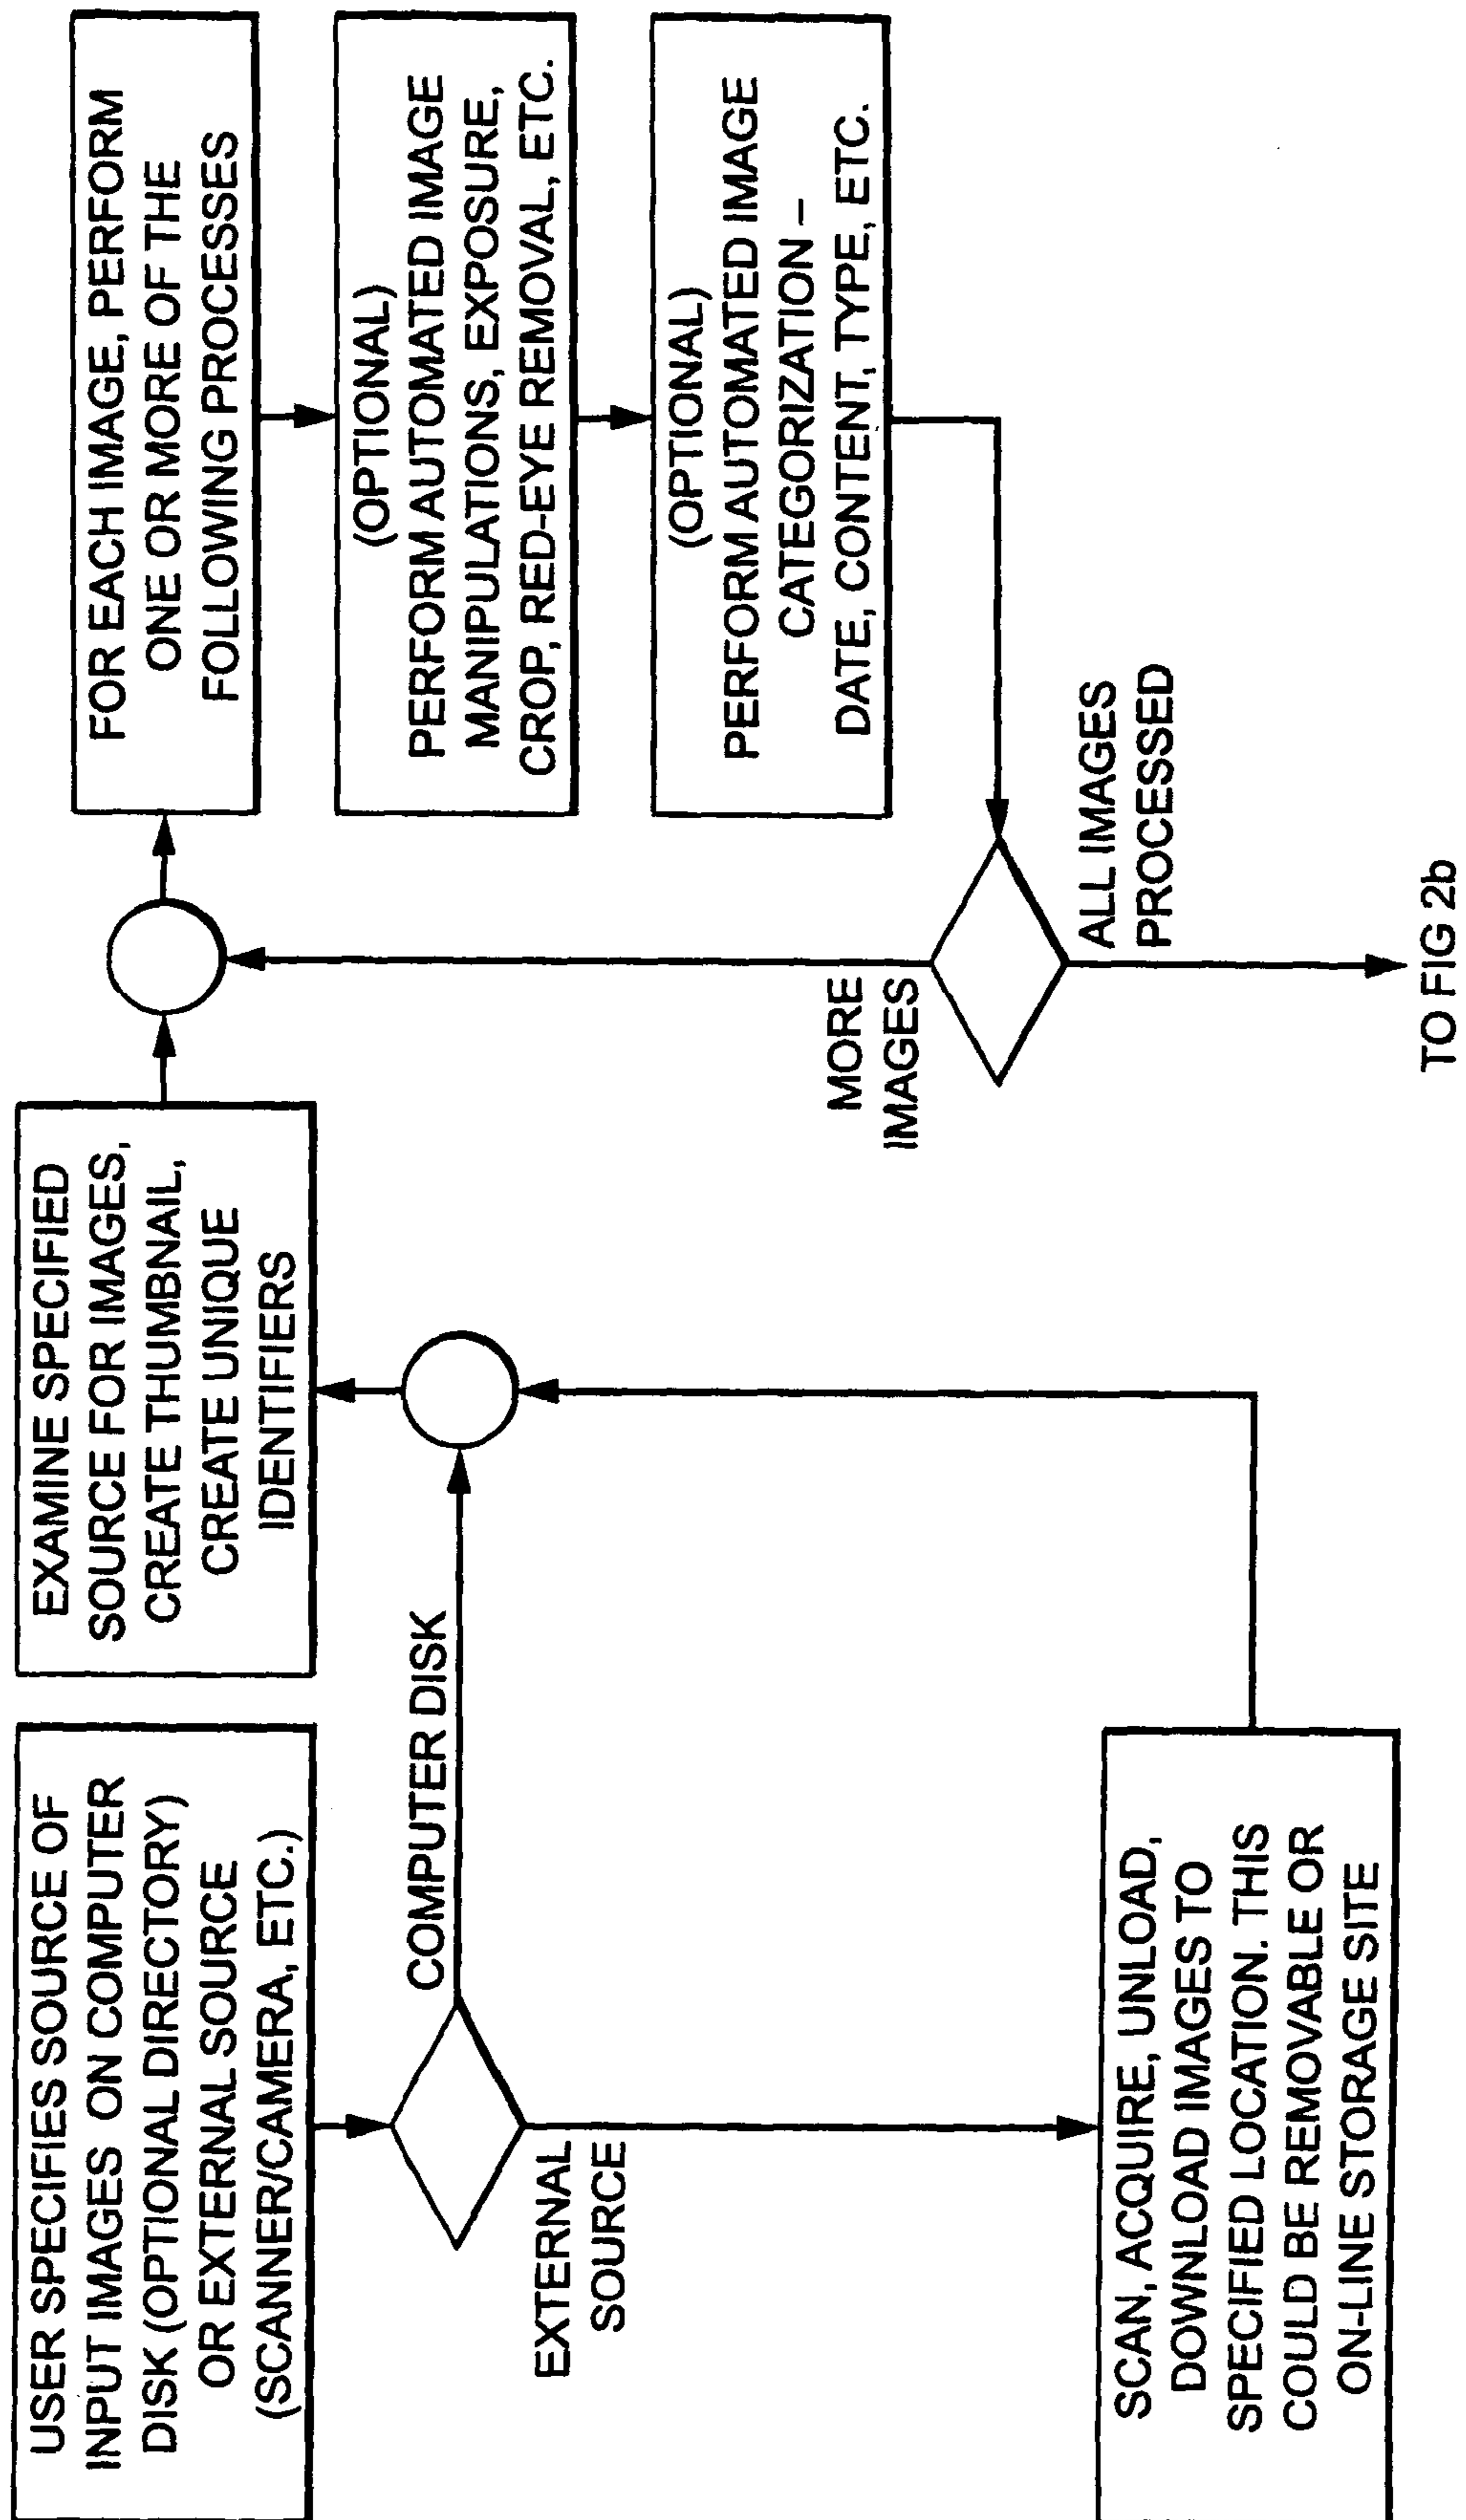 USER SPECIFIES SOURCE OF
INPUT IMAGES ON COMPUTER
DISK (OPTIONAL DIRECTORY)
OR EXTERNAL SOURCE
(SCANNER/CAMERA, ETC.)
COMPUTER DISK
EXTERNAL
SOURCE
SCAN, ACQUIRE, UNLOAD,
DOWNLOAD IMAGES TO
SPECIFIED LOCATION. THIS
COULD BE REMOVABLE OR
ON-LINE STORAGE SITE
EXAMINE SPECIFIED
SOURCE FOR IMAGES,
CREATE THUMBNAIL,
CREATE UNIQUE
IDENTIFIERS
FOR EACH IMAGE, PERFORM
ONE OR MORE OF THE
FOLLOWING PROCESSES
(OPTIONAL)
PERFORM AUTOMATED IMAGE
MANIPULATIONS, EXPOSURE,
CROP, RED-EYE REMOVAL, ETC.
(OPTIONAL)
PERFORM AUTOMATED IMAGE
CATEGORIZATION –
DATE, CONTENT, TYPE, ETC.
MORE
IMAGES
ALL IMAGES
PROCESSED
TO FIG 2b